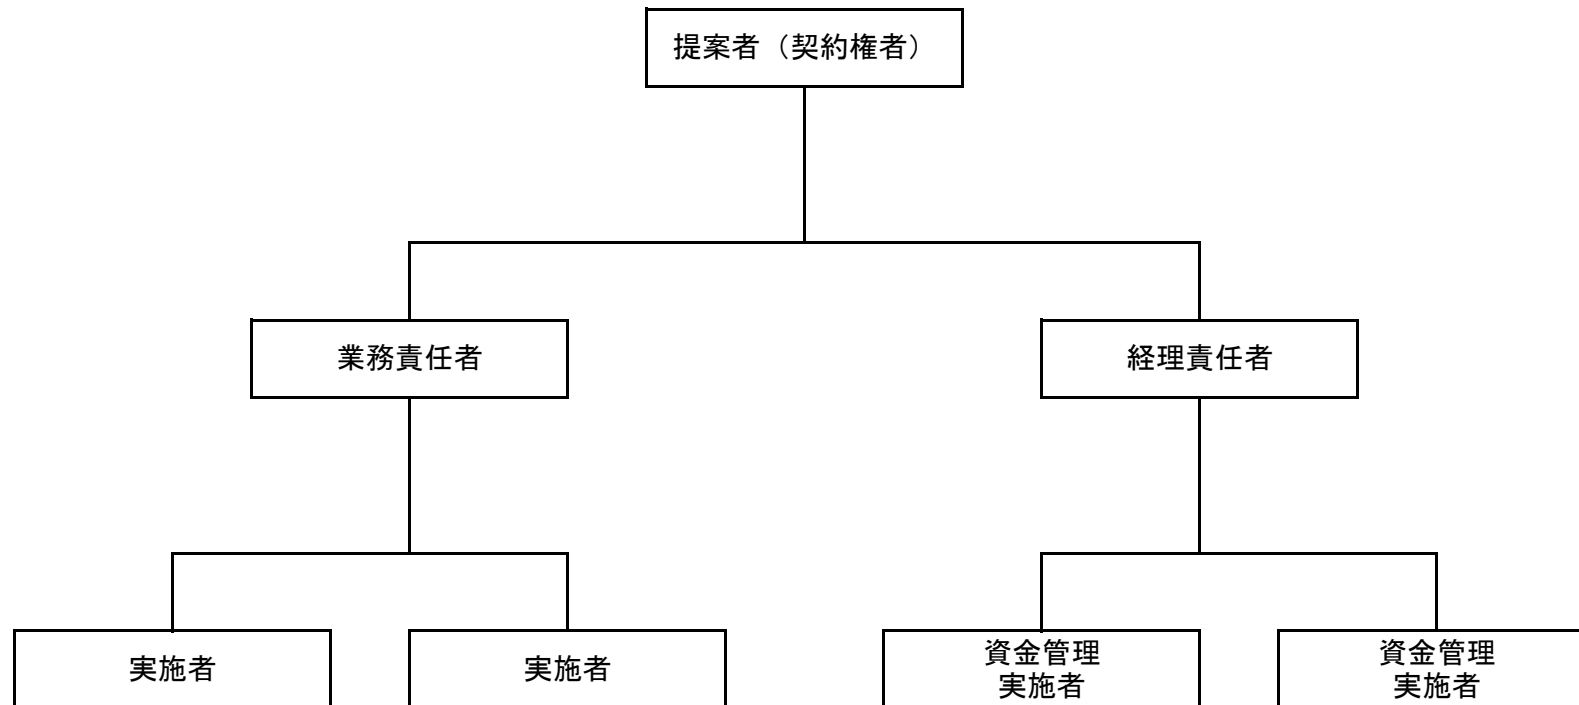 提案者（契約権者）
業務責任者
経理責任者
実施者
実施者
資金管理
実施者
資金管理
実施者